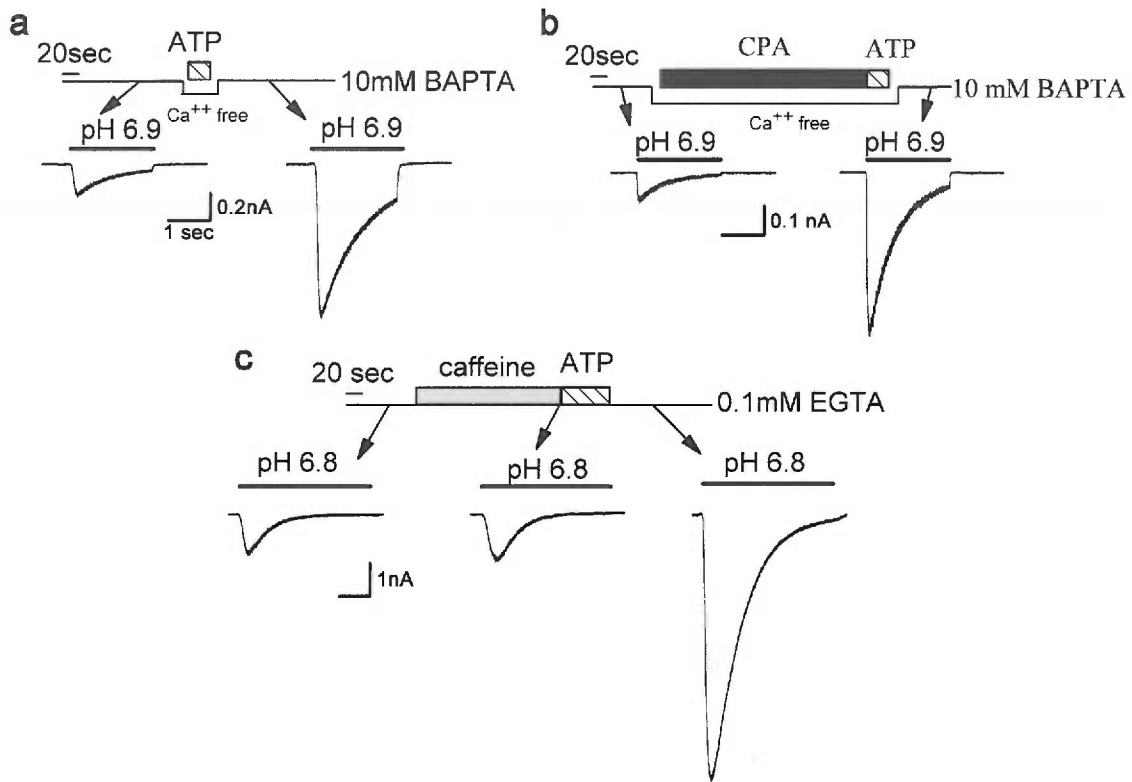 a
ATP
20sec
10mM BAPTA
Ca++ free
pH 6.9
pH 6.9
0.2nA
1 sec
b
CPA
ATP
20sec
10 mM BAPTA
Ca++ free
pH 6.9
pH 6.9
0.1 nA
c
caffeine
ATP
20 sec
0.1mM EGTA
pH 6.8
pH 6.8
pH 6.8
1nA